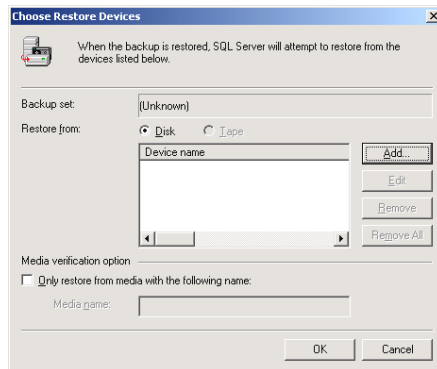 Choose Restore Devices
When the backup is restored, SQL Server will attempt to restore from the
devices listed below.
Backup set:
(Unknown)
Restore from:
Disk
Tape
Device name
Add...
Edit
Remove
Remove All
Media verification option
Only restore from media with the following name:
Media name:
OK
Cancel